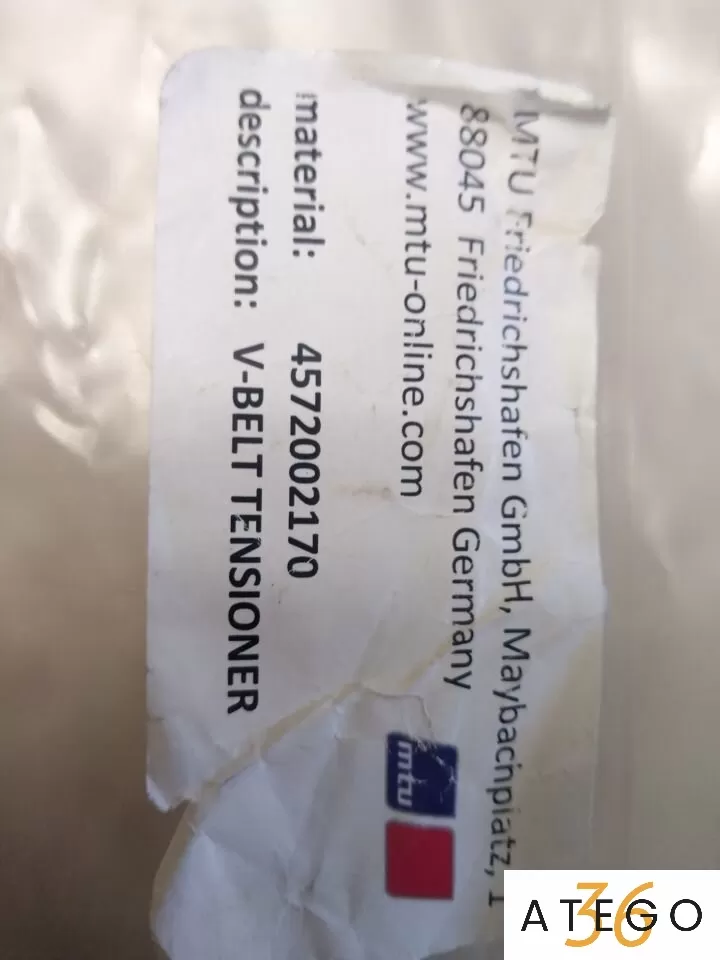 MTU Friedrichshafen GmbH, Maybachplatz, 1
88045 Friedrichshafen Germany
www.mtu-online.com
mtu
material: 4572002170
description: V-BELT TENSIONER
ATEGO
36